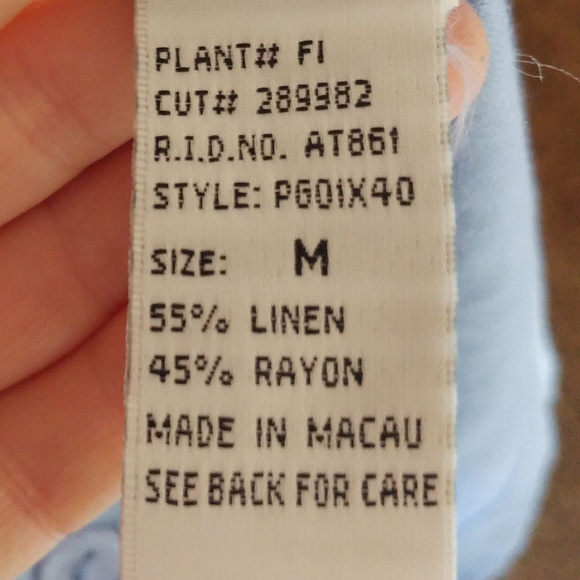 PLANT# FI
CUT# 289982
R.I.D.NO. AT861
STYLE: P601X40
SIZE: M
55% LINEN
45% RAYON
MADE IN MACAU
SEE BACK FOR CARE